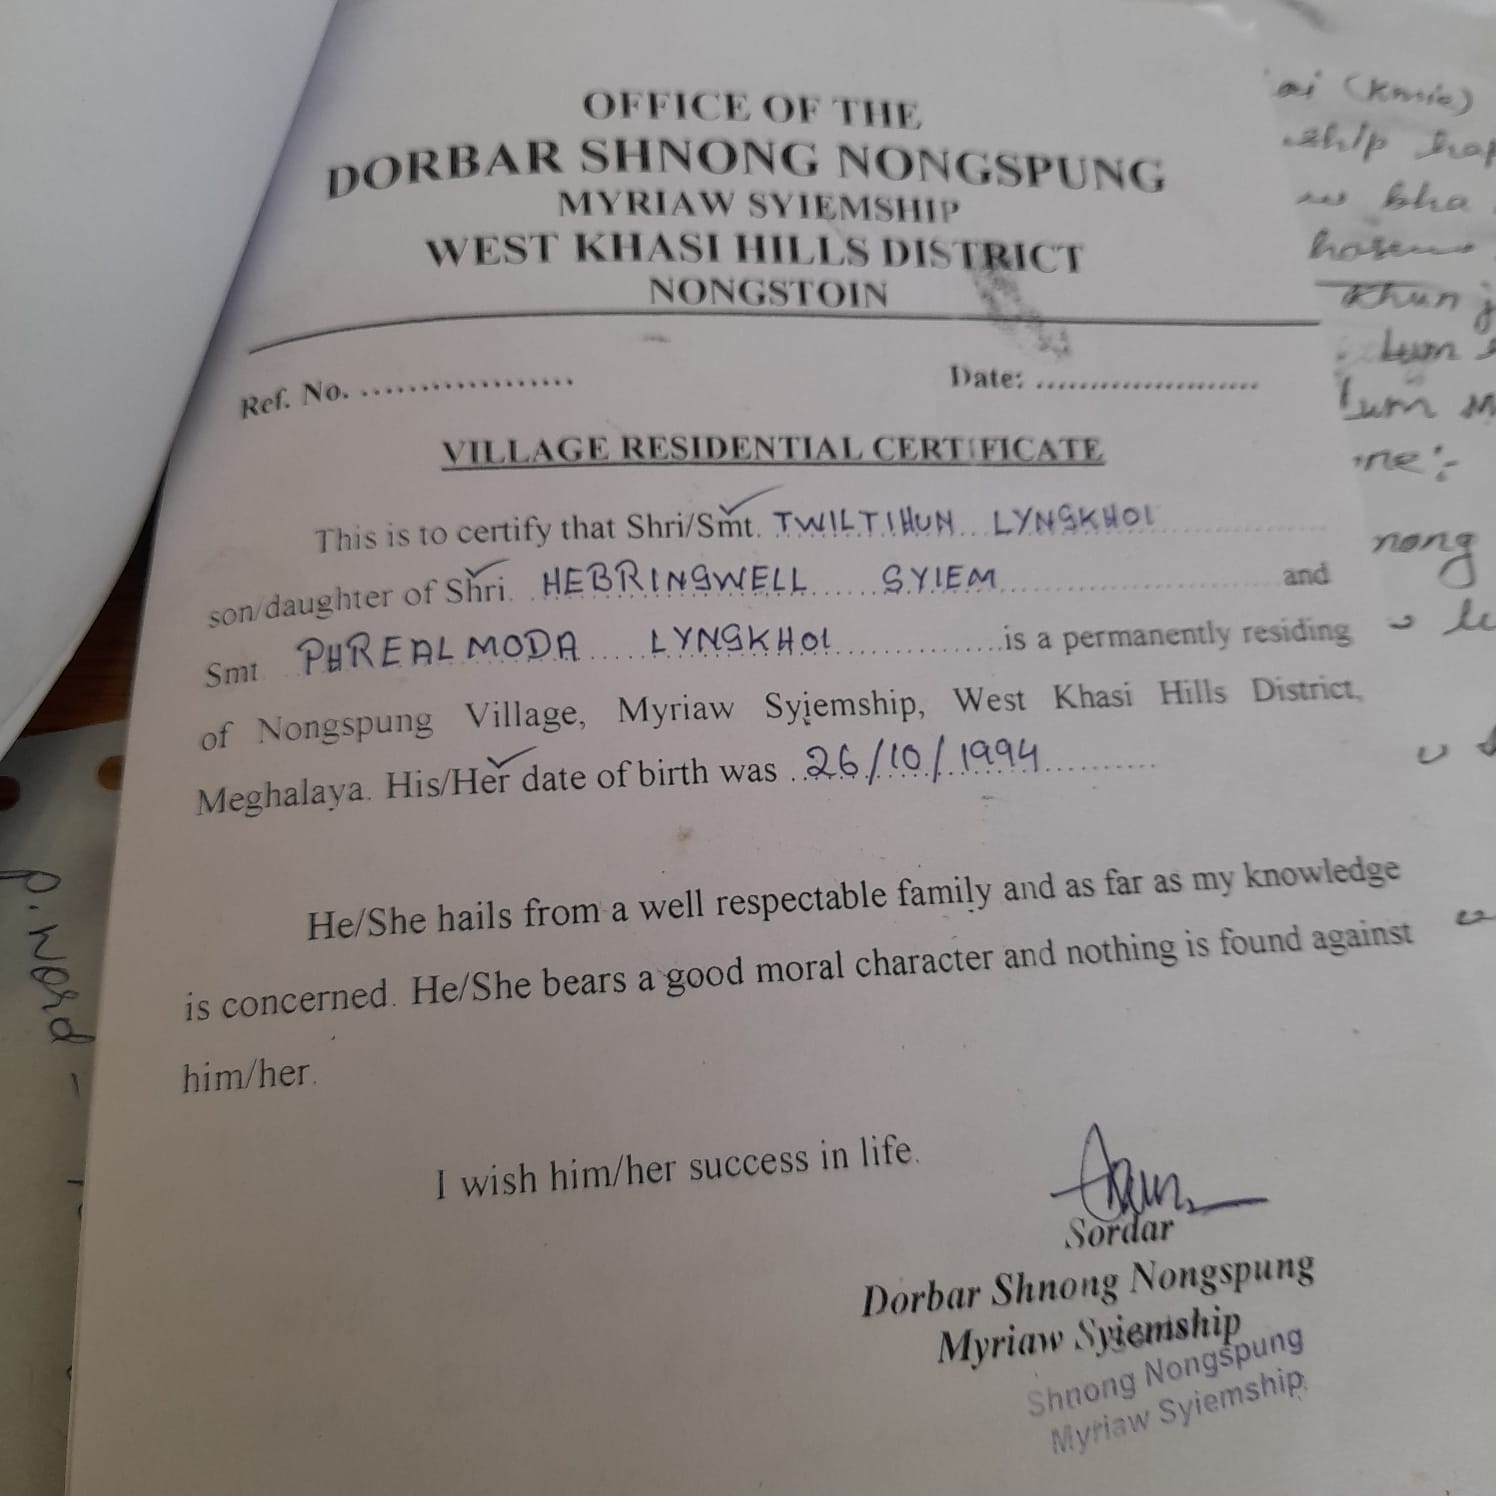 OFFICE OF THE
DORBAR SHNONG NONGSPUNG
MYRIAW SYIEMSHIP
WEST KHASI HILLS DISTRICT
NONGSTOIN
Ref. No. ...................
Date: ......................
VILLAGE RESIDENTIAL CERTIFICATE
This is to certify that Shri/Smt. TWILTIHUN LYNGKHOI
son/daughter of Shri. HEBRINGWELL SYIEM and
Smt PHREALMODA LYNGKHOI is a permanently residing
of Nongspung Village, Myriaw Syiemship, West Khasi Hills District,
Meghalaya. His/Her date of birth was 26/10/1994
He/She hails from a well respectable family and as far as my knowledge
is concerned. He/She bears a good moral character and nothing is found against
him/her.
I wish him/her success in life.
Sordar
Dorbar Shnong Nongspung
Myriaw Syiemship
Shnong Nongspung
Myriaw Syiemship
(Kmie)
bha
nong
P. word -